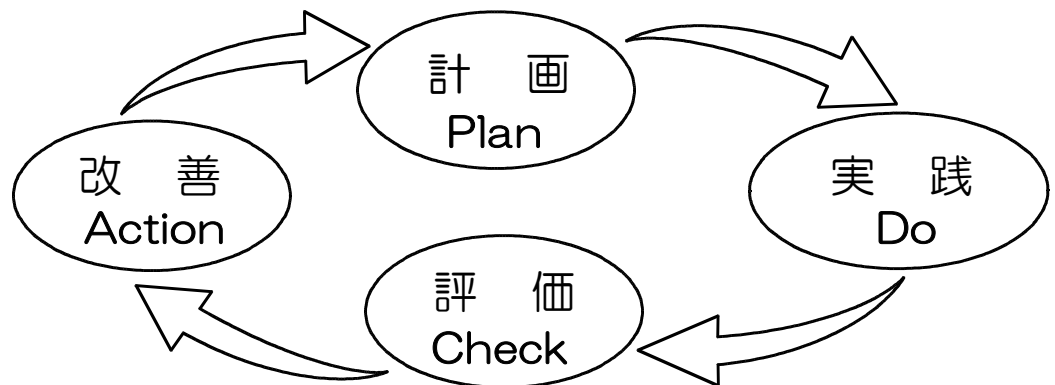 計　画
Plan
実　践
Do
評　価
Check
改　善
Action